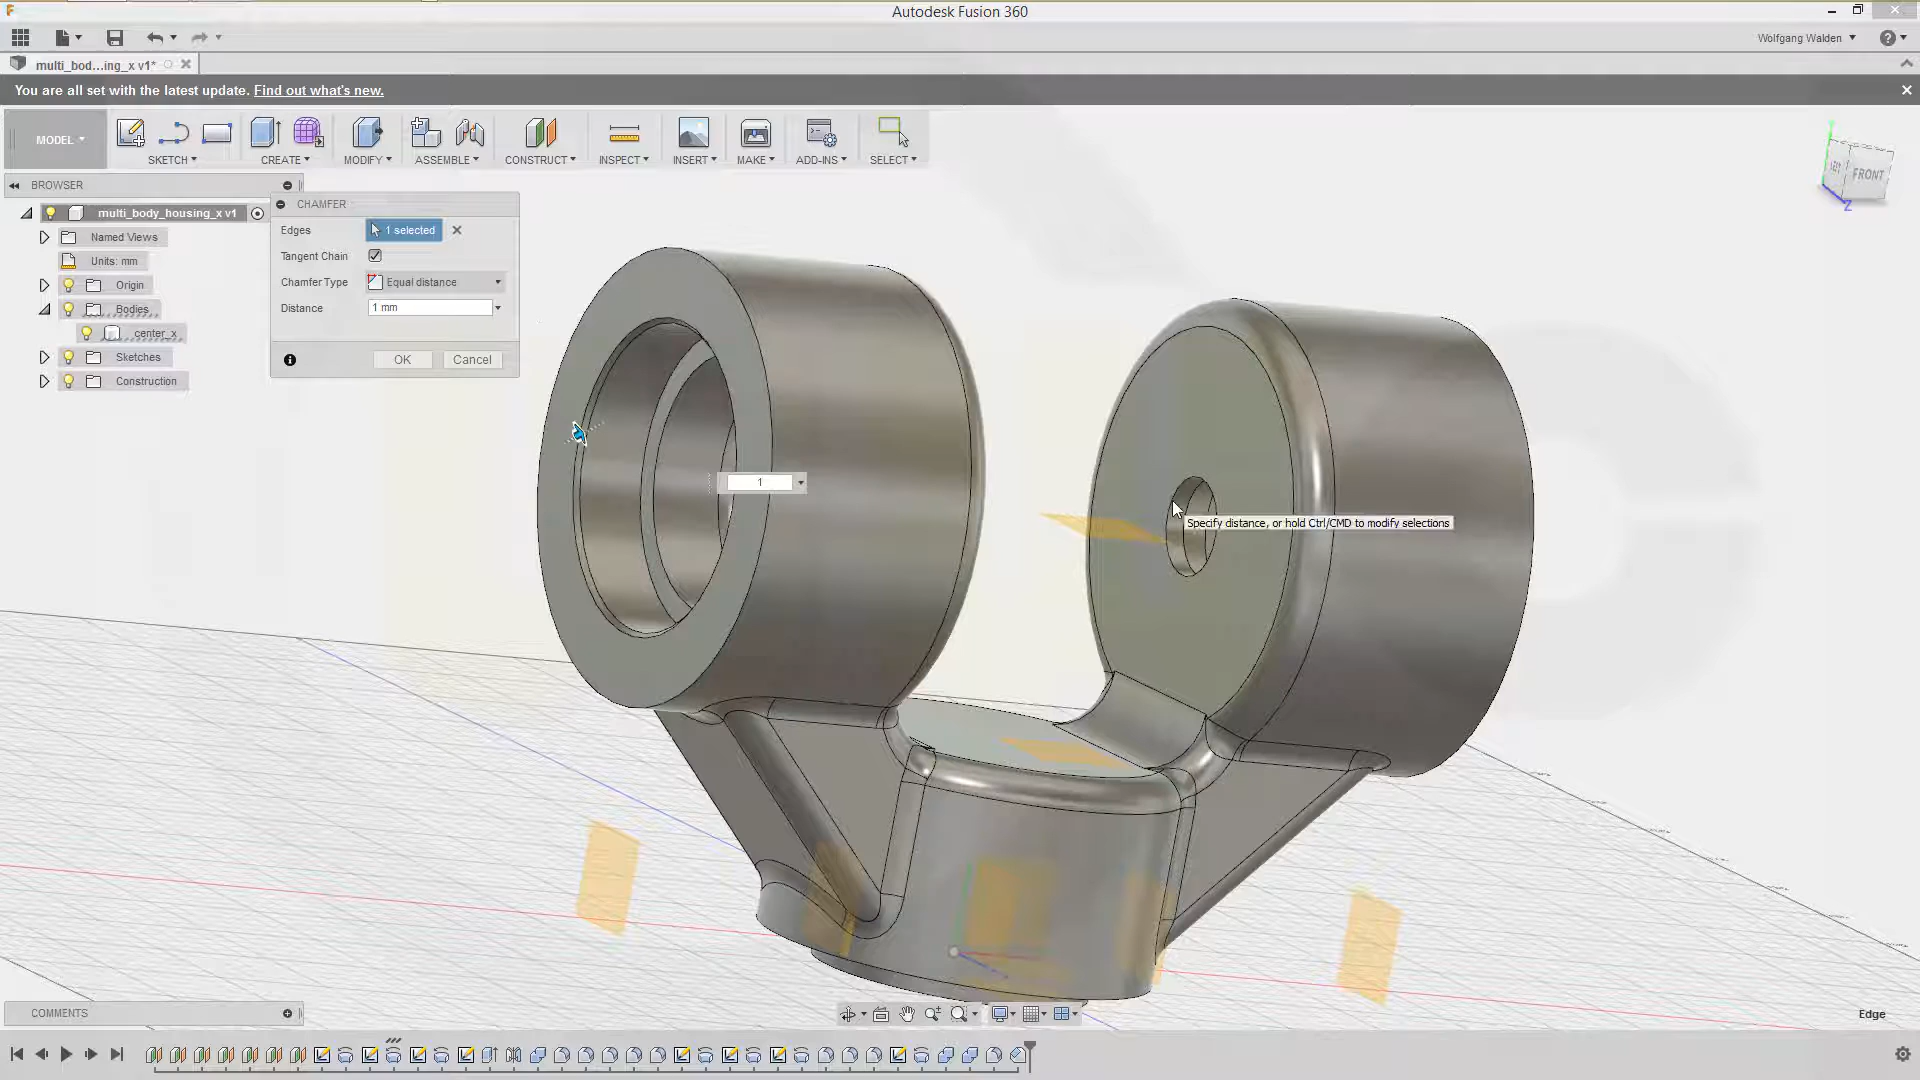 Autodesk Fusion 360
Wolfgang Walden
multi_bod...ing_x v1*
You are all set with the latest update. Find out what's new.
MODEL
SKETCH
CREATE
MODIFY
ASSEMBLE
CONSTRUCT
INSPECT
INSERT
MAKE
ADD-INS
SELECT
LEFT
FRONT
Z
BROWSER
multi_body_housing_x v1
Named Views
Units: mm
Origin
Bodies
center_x
Sketches
Construction
CHAMFER
Edges
1 selected
Tangent Chain
Chamfer Type
Equal distance
Distance
1 mm
OK
Cancel
1
Specify distance, or hold Ctrl/CMD to modify selections
COMMENTS
Edge